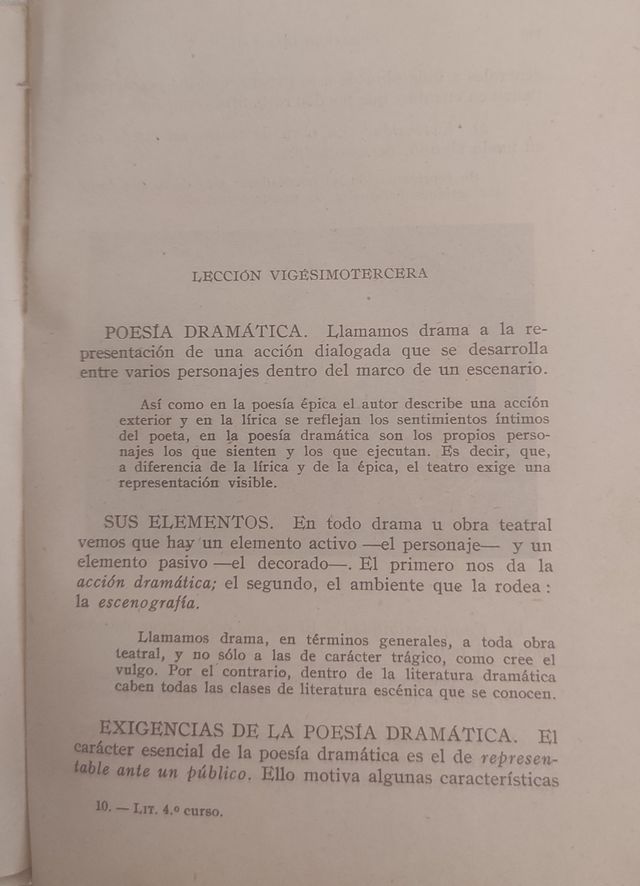 LECCIÓN VIGÉSIMOTERCERA
POESÍA DRAMÁTICA. Llamamos drama a la re-
presentación de una acción dialogada que se desarrolla
entre varios personajes dentro del marco de un escenario.
Así como en la poesía épica el autor describe una acción
exterior y en la lírica se reflejan los sentimientos íntimos
del poeta, en la poesía dramática son los propios perso-
najes los que sienten y los que ejecutan. Es decir, que,
a diferencia de la lírica y de la épica, el teatro exige una
representación visible.
SUS ELEMENTOS. En todo drama u obra teatral
vemos que hay un elemento activo —el personaje— y un
elemento pasivo —el decorado—. El primero nos da la
acción dramática; el segundo, el ambiente que la rodea:
la escenografía.
Llamamos drama, en términos generales, a toda obra
teatral, y no sólo a las de carácter trágico, como cree el
vulgo. Por el contrario, dentro de la literatura dramática
caben todas las clases de literatura escénica que se conocen.
EXIGENCIAS DE LA POESÍA DRAMÁTICA. El
carácter esencial de la poesía dramática es el de represen-
table ante un público. Ello motiva algunas características
10. — LIT. 4.º CURSO.